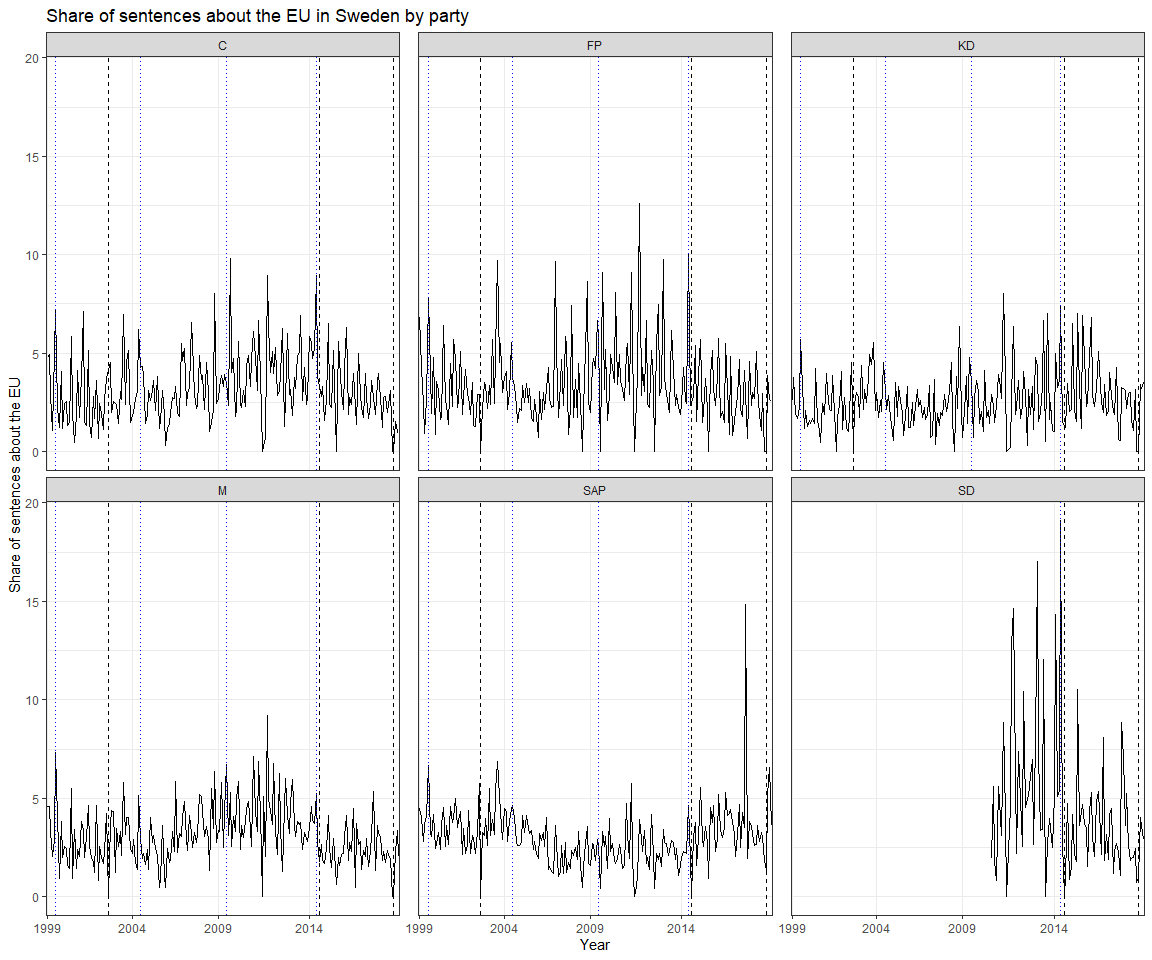 Share of sentences about the EU in Sweden by party
C FP KD
20
15
10
5
0
M SAP SD
20
15
10
5
0
Share of sentences about the EU
1999 2004 2009 2014 1999 2004 2009 2014 1999 2004 2009 2014
Year